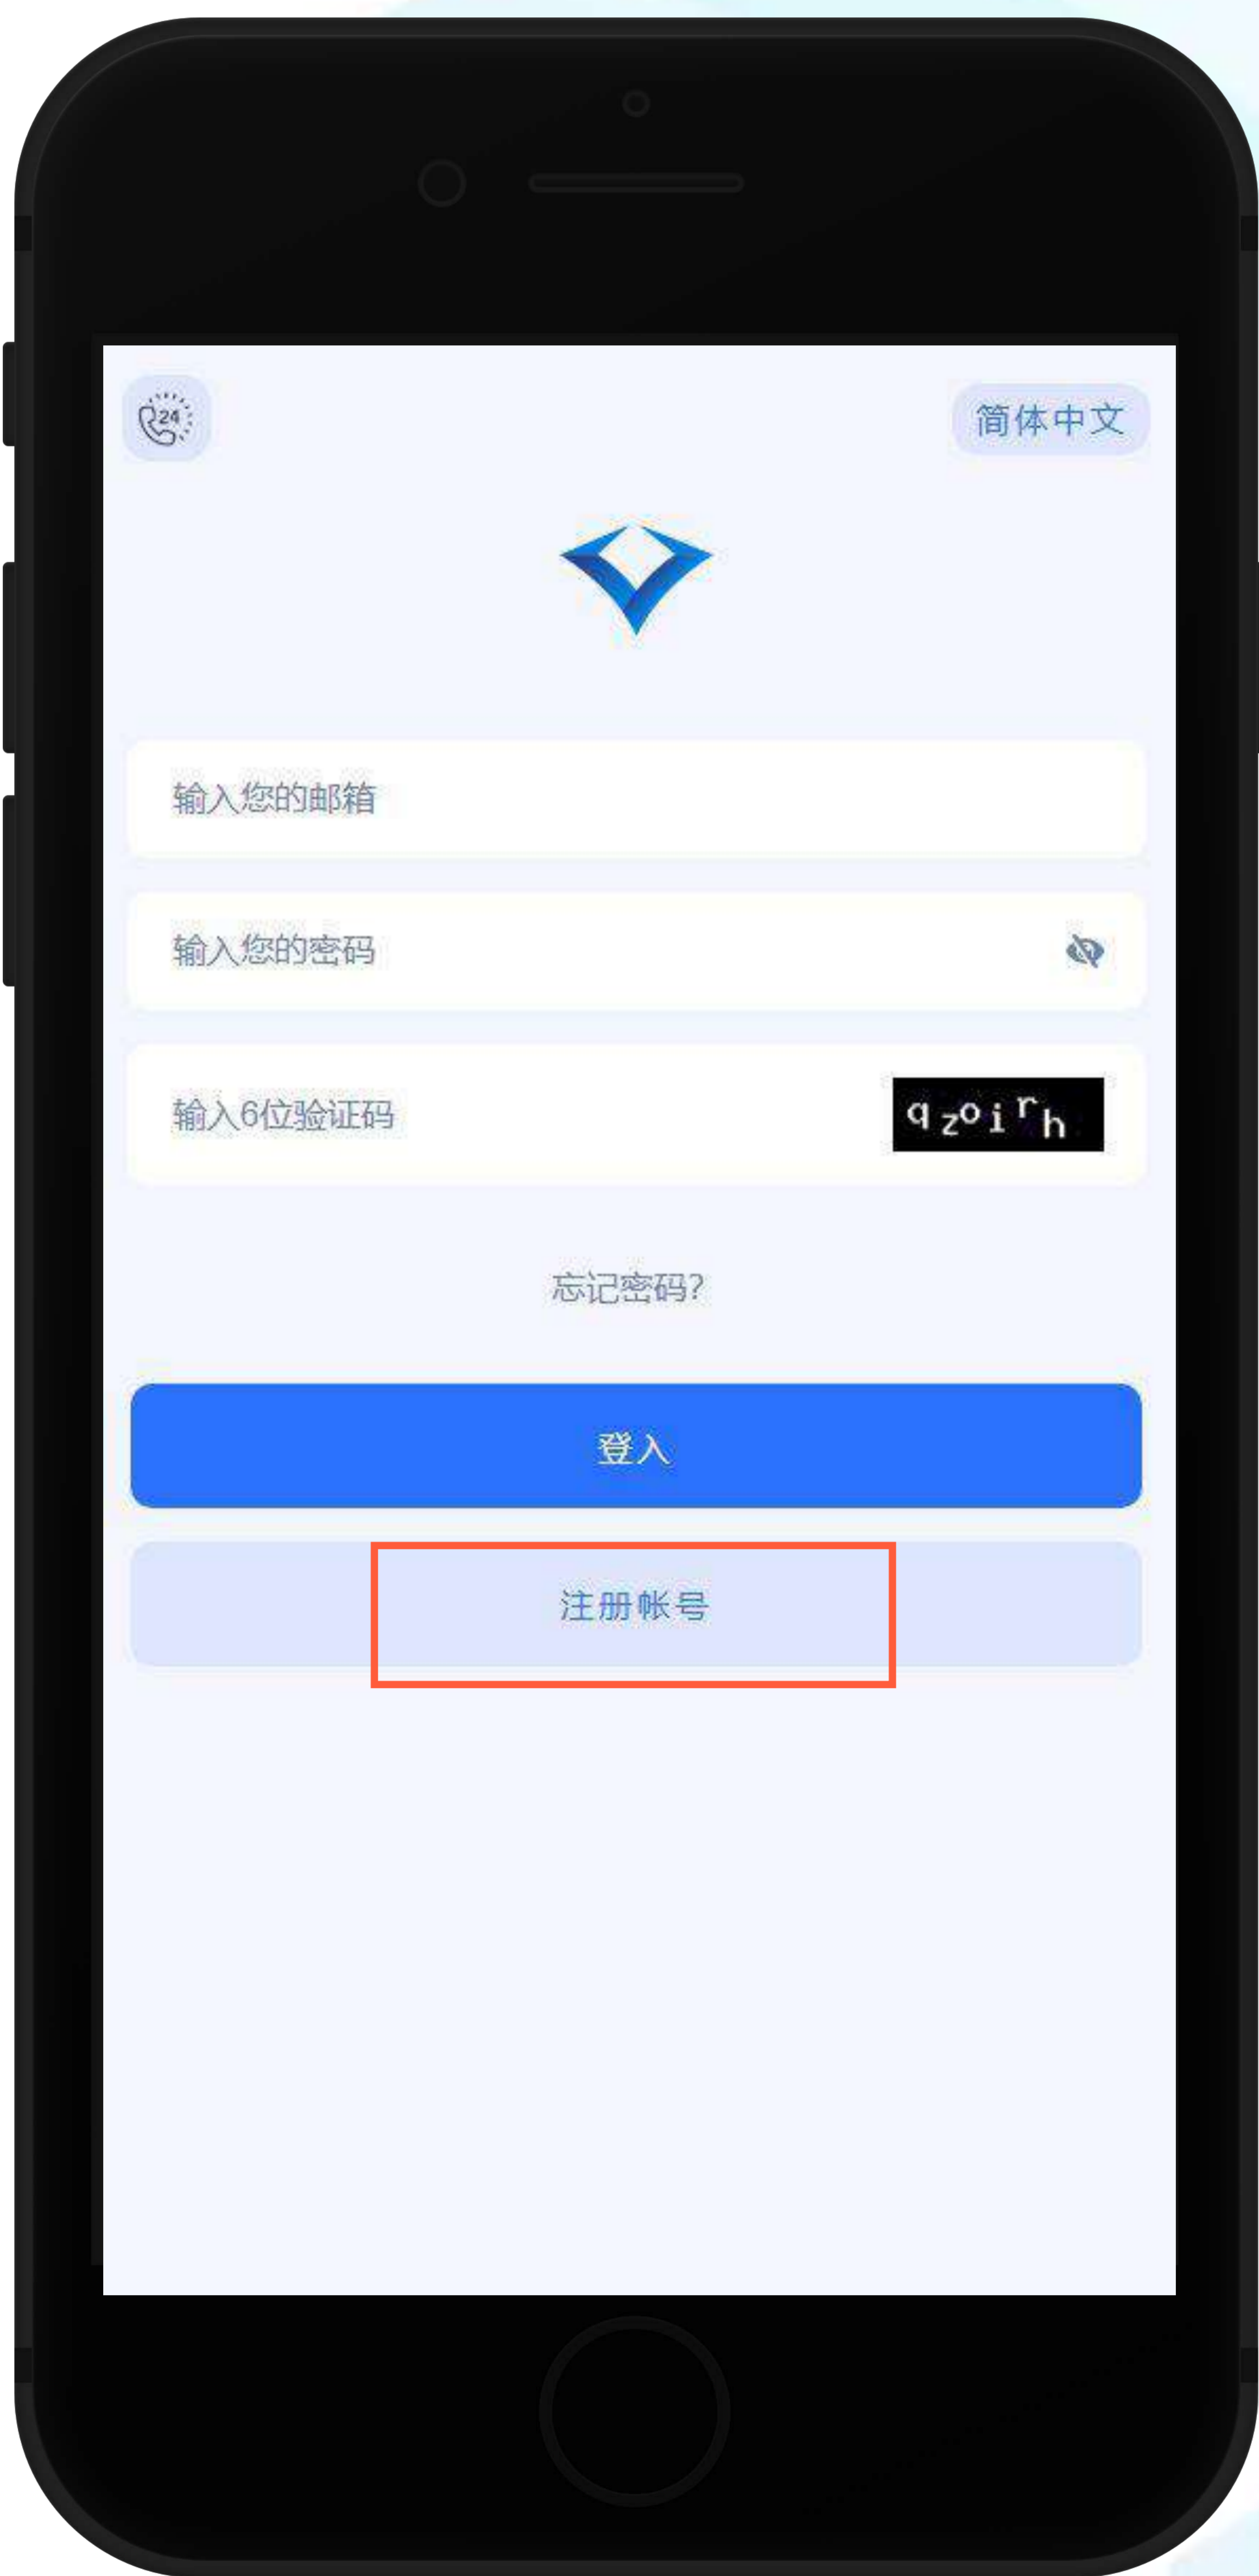 24
简体中文
输入您的邮箱
输入您的密码
输入6位验证码
qzoirh
忘记密码?
登入
注册帐号